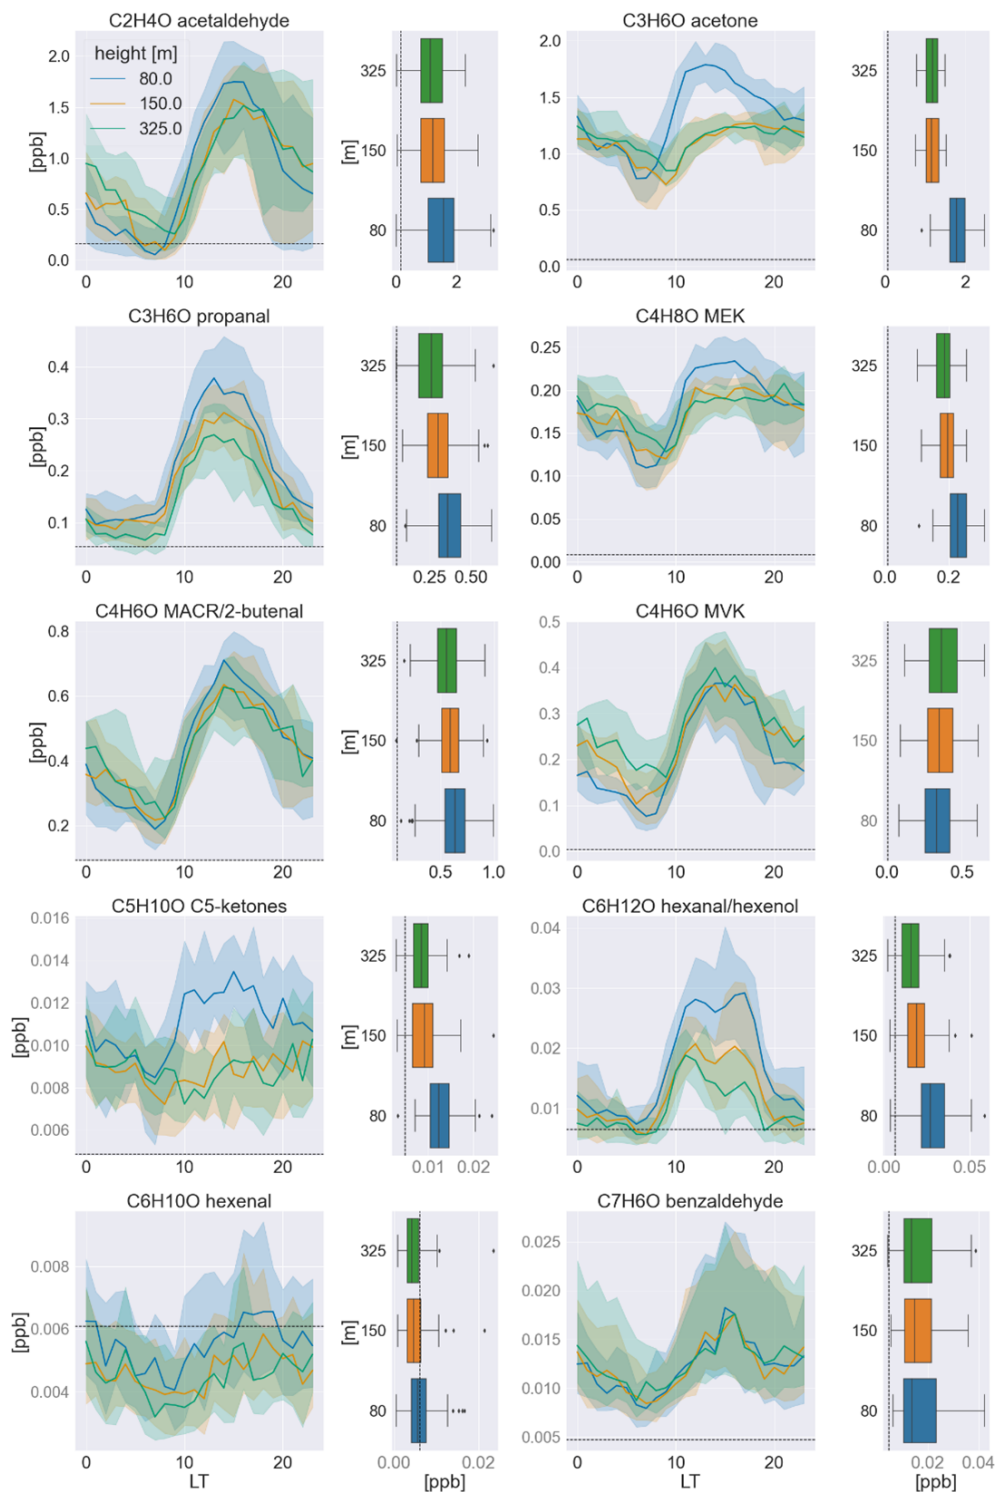 C2H4O acetaldehyde
height [m]
80.0
150.0
325.0
2.0
1.5
1.0
0.5
0.0
[ppb]
0 10 20
325
150
80
[m]
0 2
C3H6O acetone
2.0
1.5
1.0
0.5
0.0
0 10 20
325
150
80
0 2
C3H6O propanal
0.4
0.3
0.2
0.1
[ppb]
0 10 20
325
150
80
[m]
0.25 0.50
C4H8O MEK
0.25
0.20
0.15
0.10
0.05
0.00
0 10 20
325
150
80
0.0 0.2
C4H6O MACR/2-butenal
0.8
0.6
0.4
0.2
[ppb]
0 10 20
325
150
80
[m]
0.5 1.0
C4H6O MVK
0.5
0.4
0.3
0.2
0.1
0.0
0 10 20
325
150
80
0.0 0.5
C5H10O C5-ketones
0.016
0.014
0.012
0.010
0.008
0.006
[ppb]
0 10 20
325
150
80
[m]
0.01 0.02
C6H12O hexanal/hexenol
0.04
0.03
0.02
0.01
0 10 20
325
150
80
0.00 0.05
C6H10O hexenal
0.008
0.006
0.004
[ppb]
0 10 20
LT
325
150
80
[m]
0.00 0.02
[ppb]
C7H6O benzaldehyde
0.025
0.020
0.015
0.010
0.005
0 10 20
LT
325
150
80
0.02 0.04
[ppb]